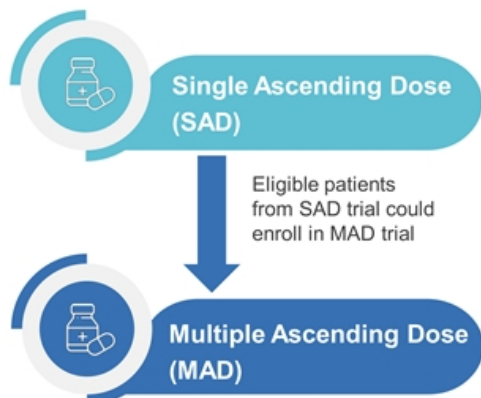 Single Ascending Dose
(SAD)
Eligible patients
from SAD trial could
enroll in MAD trial
Multiple Ascending Dose
(MAD)